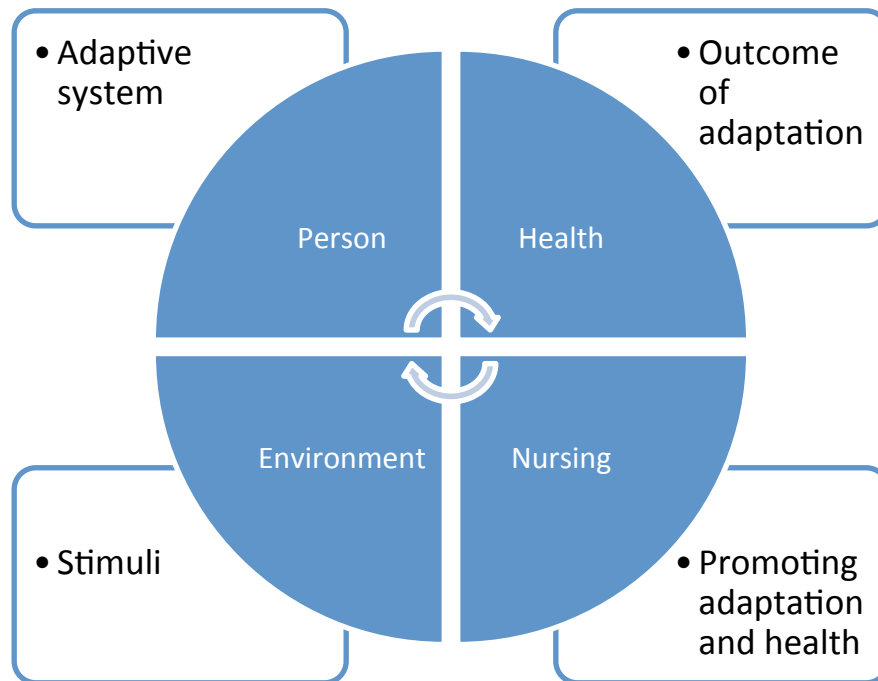 • Adaptive
system
• Outcome
of
adaptation
Person
Health
Environment
Nursing
• Stimuli
• Promoting
adaptation
and health